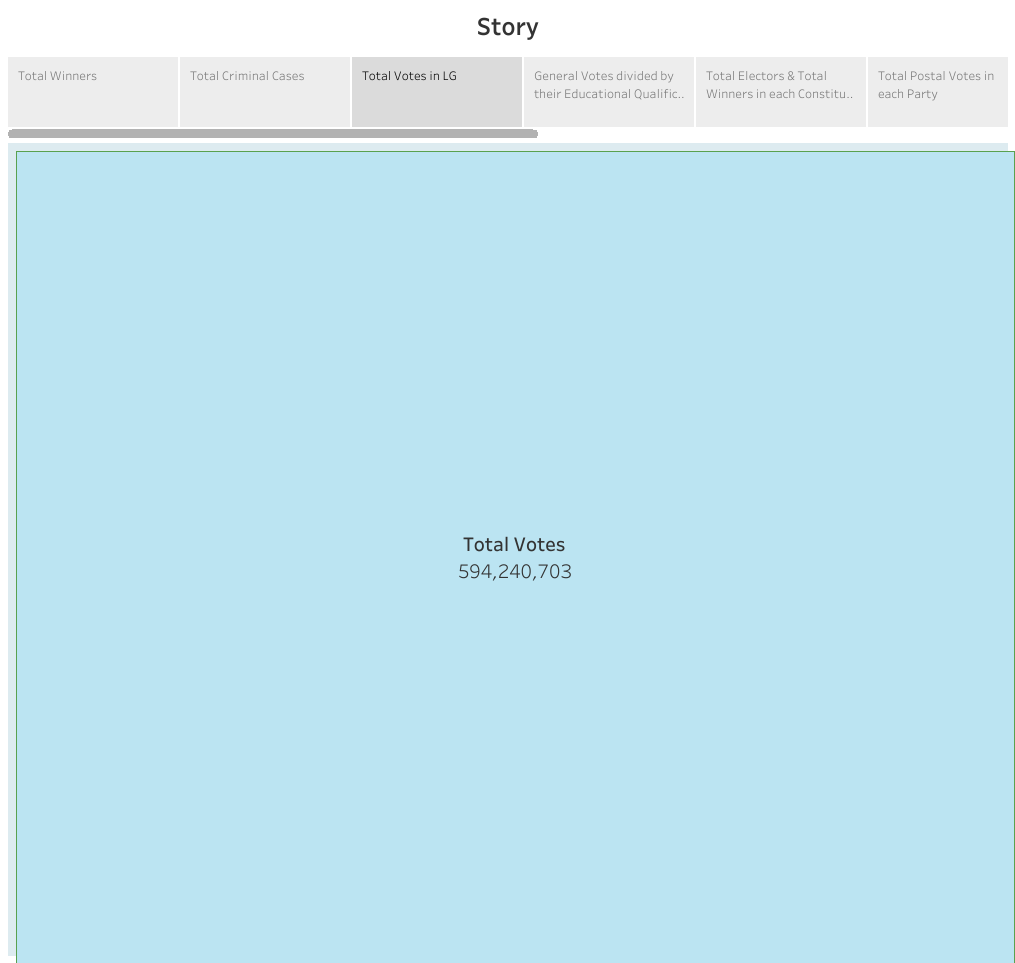 Story
Total Winners
Total Criminal Cases
Total Votes in LG
General Votes divided by
their Educational Qualific..
Total Electors & Total
Winners in each Constitu..
Total Postal Votes in
each Party
Total Votes
594,240,703